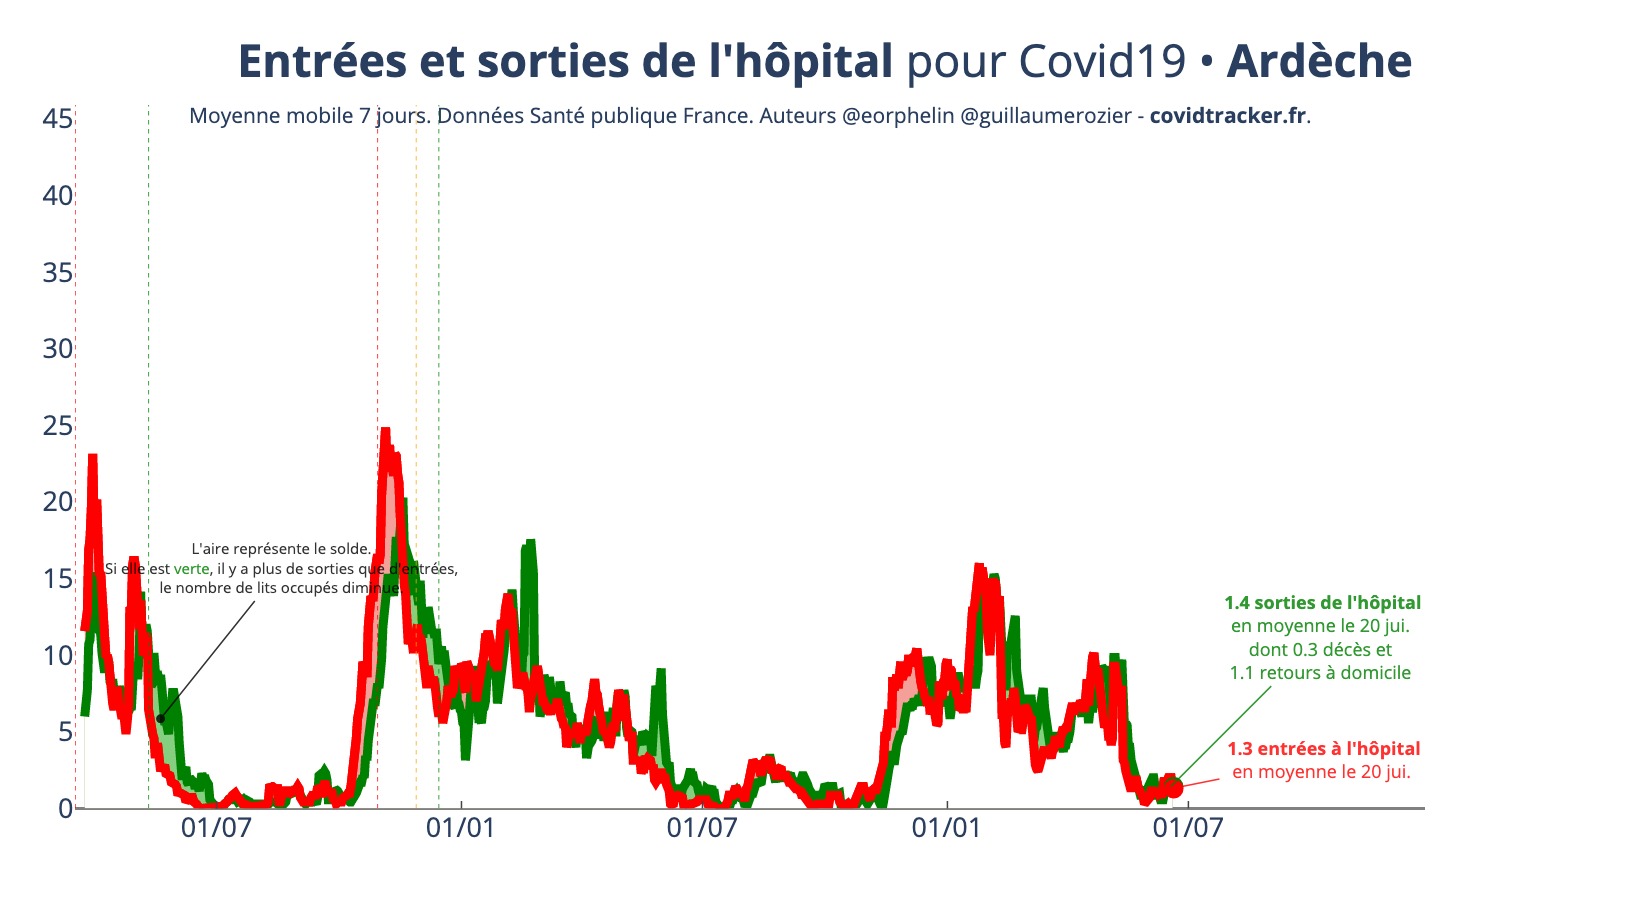 Entrées et sorties de l'hôpital pour Covid19 • Ardèche
Moyenne mobile 7 jours. Données Santé publique France. Auteurs @eorphelin @guillaumerozier - covidtracker.fr.
45
40
35
30
25
20
15
10
5
0
L'aire représente le solde.
Si elle est verte, il y a plus de sorties que d'entrées,
le nombre de lits occupés diminue.
1.4 sorties de l'hôpital
en moyenne le 20 jui.
dont 0.3 décès et
1.1 retours à domicile
1.3 entrées à l'hôpital
en moyenne le 20 jui.
01/07
01/01
01/07
01/01
01/07